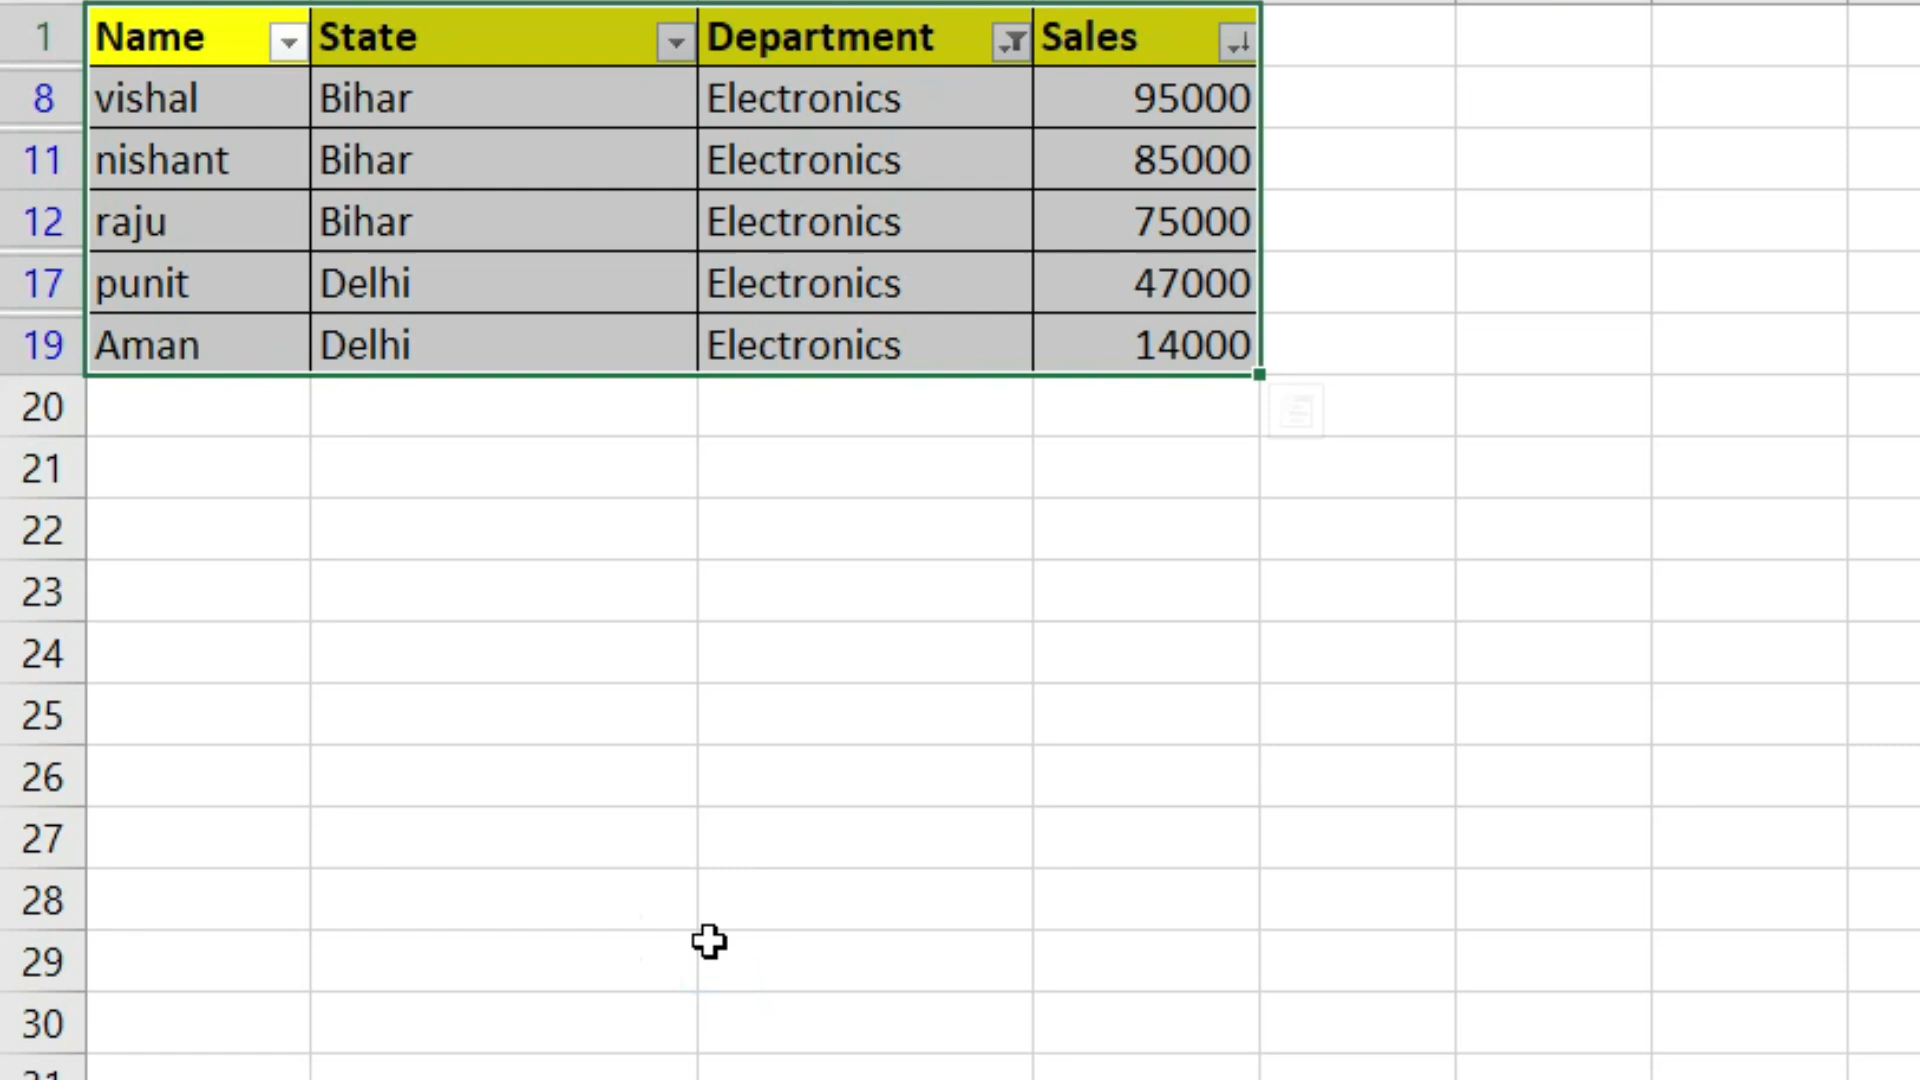 1 Name State Department Sales
8 vishal Bihar Electronics 95000
11 nishant Bihar Electronics 85000
12 raju Bihar Electronics 75000
17 punit Delhi Electronics 47000
19 Aman Delhi Electronics 14000
20
21
22
23
24
25
26
27
28
29
30